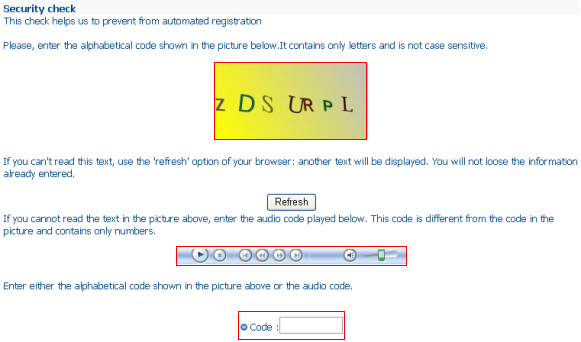 Security check
This check helps us to prevent from automated registration
Please, enter the alphabetical code shown in the picture below.It contains only letters and is not case sensitive.
Z D S U R P L
If you can't read this text, use the 'refresh' option of your browser: another text will be displayed. You will not loose the information
already entered.
Refresh
If you cannot read the text in the picture above, enter the audio code played below. This code is different from the code in the
picture and contains only numbers.
Enter either the alphabetical code shown in the picture above or the audio code.
Code :